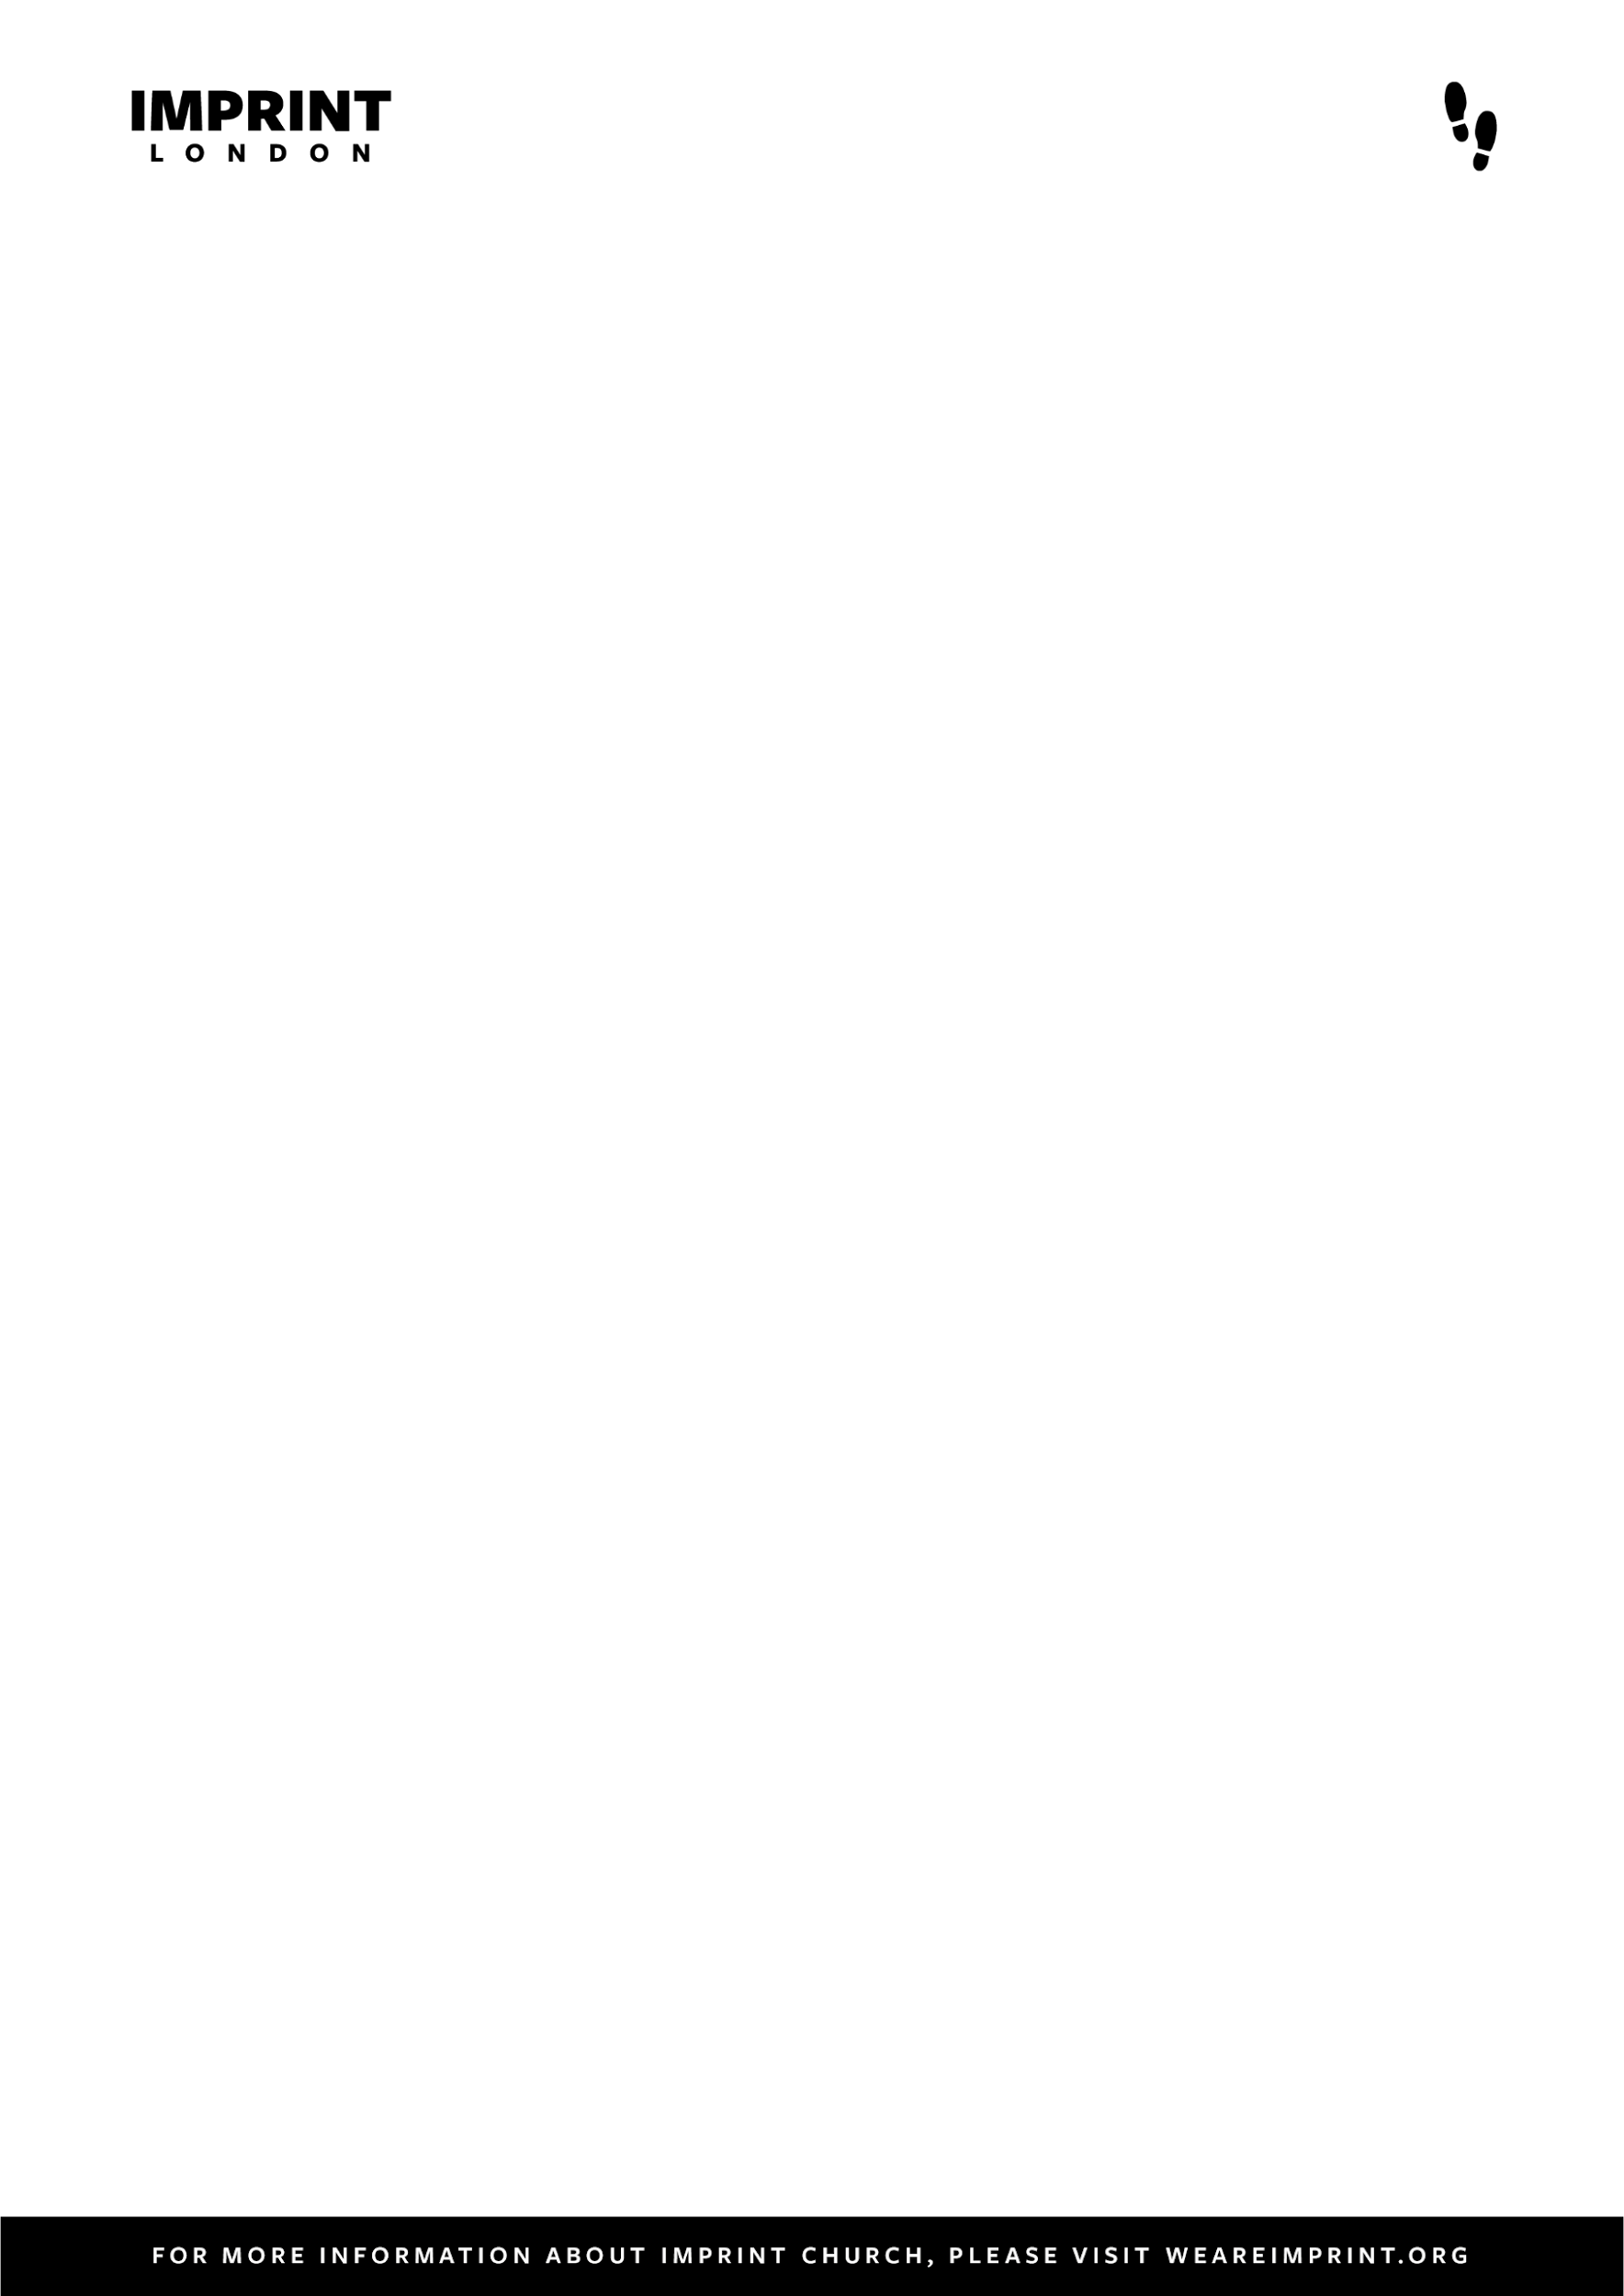 IMPRINT
LONDON
FOR MORE INFORMATION ABOUT IMPRINT CHURCH, PLEASE VISIT WEAREIMPRINT.ORG